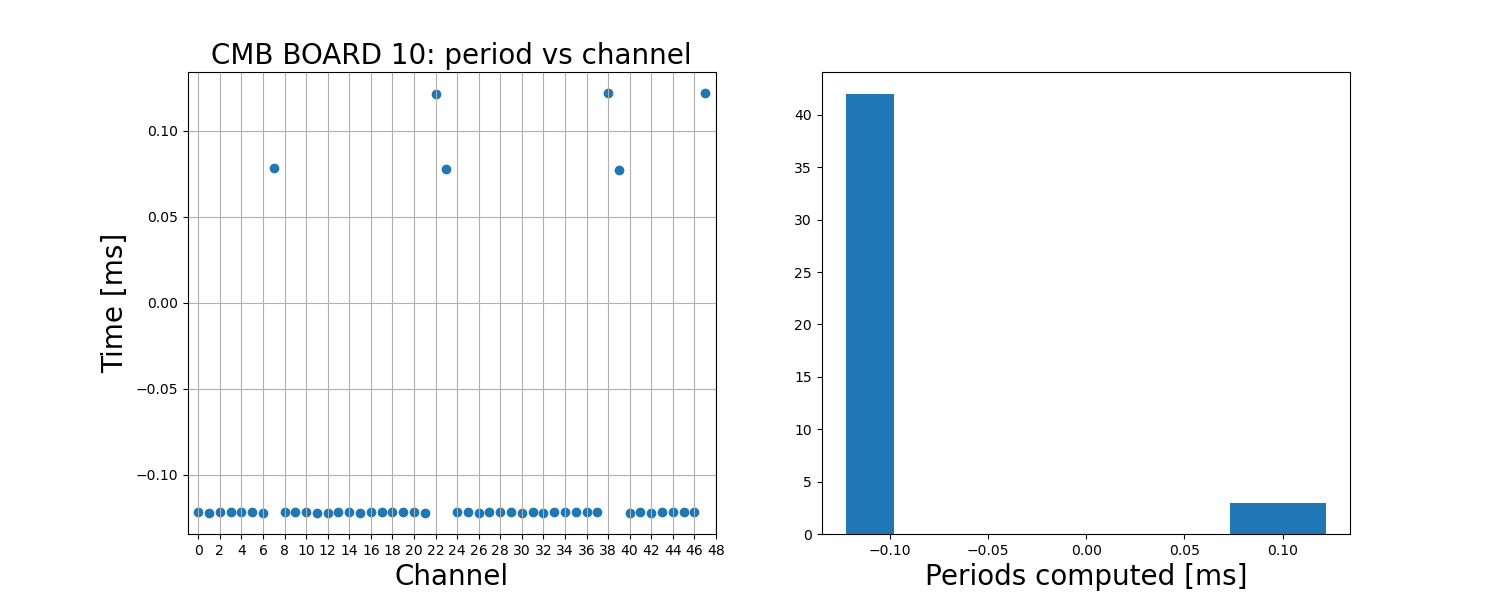 CMB BOARD 10: period vs channel
Time [ms]
0.10
0.05
0.00
−0.05
−0.10
0 2 4 6 8 10 12 14 16 18 20 22 24 26 28 30 32 34 36 38 40 42 44 46 48
Channel
40
35
30
25
20
15
10
5
0
−0.10 −0.05 0.00 0.05 0.10
Periods computed [ms]